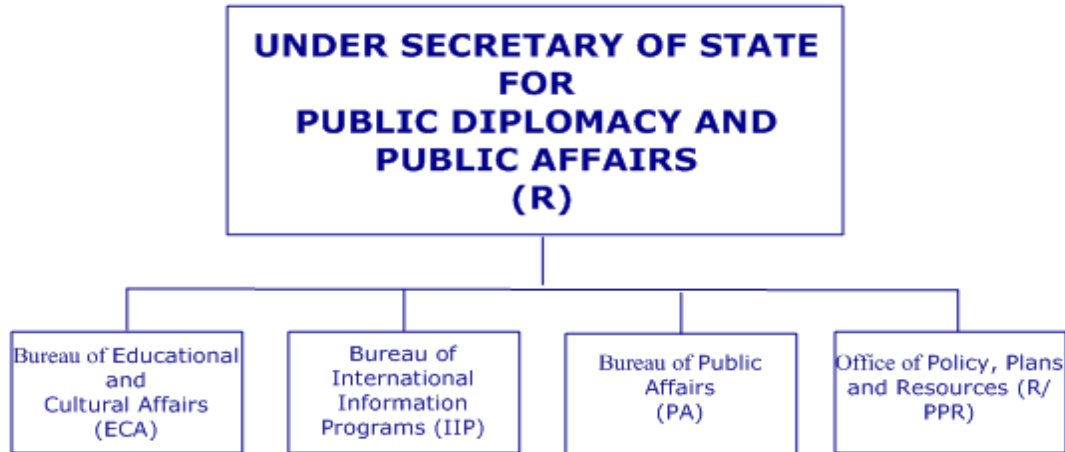 UNDER SECRETARY OF STATE
FOR
PUBLIC DIPLOMACY AND
PUBLIC AFFAIRS
(R)
Bureau of Educational
and
Cultural Affairs
(ECA)
Bureau of
International
Information
Programs (IIP)
Bureau of Public
Affairs
(PA)
Office of Policy, Plans
and Resources (R/
PPR)